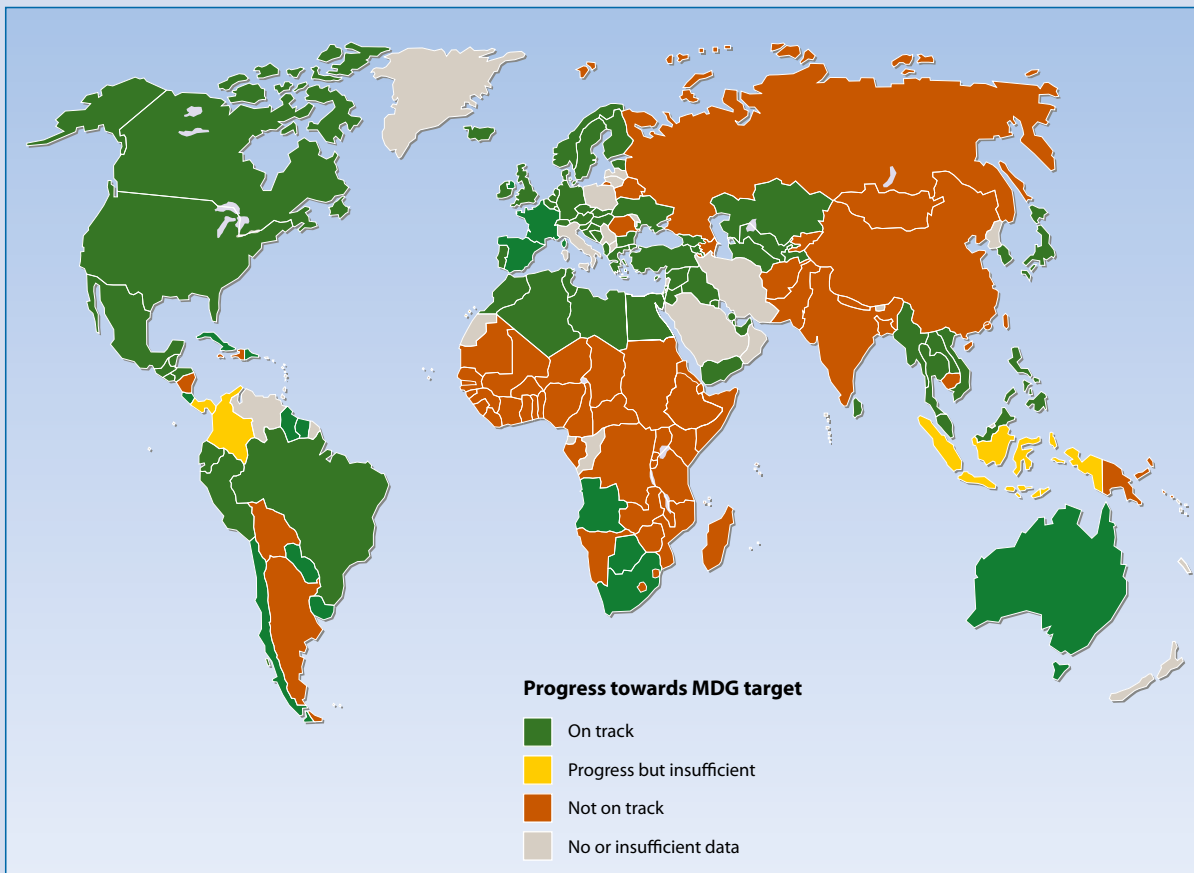 Progress towards MDG target
On track
Progress but insufficient
Not on track
No or insufficient data